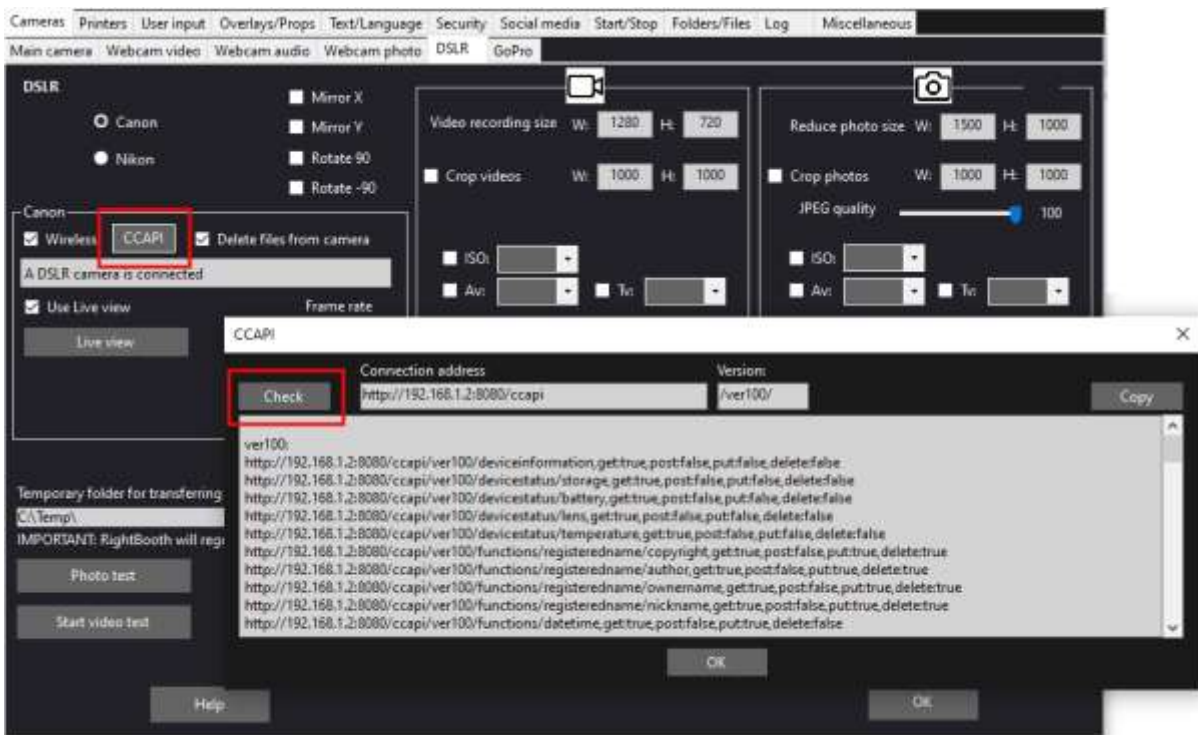 Cameras Printers User input Overlays/Props Text/Language Security Social media Start/Stop Folders/Files Log Miscellaneous
Main camera Webcam video Webcam audio Webcam photo DSLR GoPro
DSLR
Canon
Nikon
Mirror X
Mirror Y
Rotate 90
Rotate -90
Video recording size W: 1280 H: 720
Crop videos W: 1000 H: 1000
ISO:
Av: Tv:
Reduce photo size W: 1500 H: 1000
Crop photos W: 1000 H: 1000
JPEG quality 100
ISO:
Av: Tv:
Canon
Wireless CCAPI Delete files from camera
A DSLR camera is connected
Use Live view Frame rate
Live view
Temporary folder for transferring
C:\Temp\
IMPORTANT: RightBooth will
Photo test
Start video test
Help
OK
CCAPI
Check
Connection address
http://192.168.1.2:8080/ccapi
Version:
/ver100/
Copy
ver100:
http://192.168.1.2:8080/ccapi/ver100/deviceinformation,get:true,post:false,put:false,delete:false
http://192.168.1.2:8080/ccapi/ver100/devicestatus/storage,get:true,post:false,put:false,delete:false
http://192.168.1.2:8080/ccapi/ver100/devicestatus/battery,get:true,post:false,put:false,delete:false
http://192.168.1.2:8080/ccapi/ver100/devicestatus/lens,get:true,post:false,put:false,delete:false
http://192.168.1.2:8080/ccapi/ver100/devicestatus/temperature,get:true,post:false,put:false,delete:false
http://192.168.1.2:8080/ccapi/ver100/functions/registeredname/copyright,get:true,post:false,put:true,delete:true
http://192.168.1.2:8080/ccapi/ver100/functions/registeredname/author,get:true,post:false,put:true,delete:true
http://192.168.1.2:8080/ccapi/ver100/functions/registeredname/ownername,get:true,post:false,put:true,delete:true
http://192.168.1.2:8080/ccapi/ver100/functions/registeredname/nickname,get:true,post:false,put:true,delete:true
http://192.168.1.2:8080/ccapi/ver100/functions/datetime,get:true,post:false,put:true,delete:false
OK